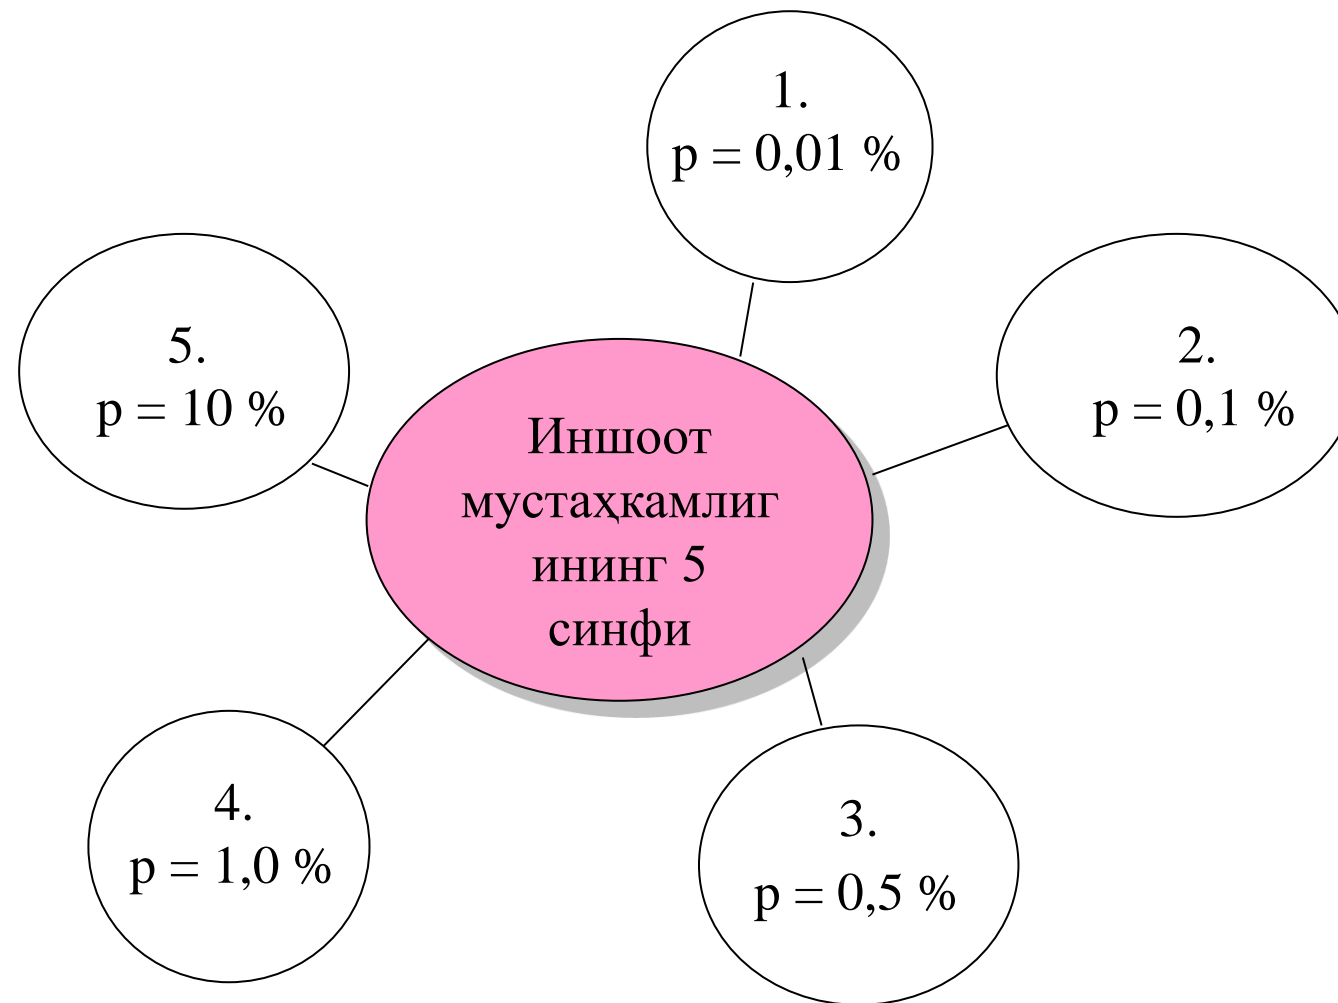 1.
p = 0,01 %
2.
p = 0,1 %
5.
p = 10 %
Иншоот
мустаҳкамлиг
ининг 5
синфи
4.
p = 1,0 %
3.
p = 0,5 %